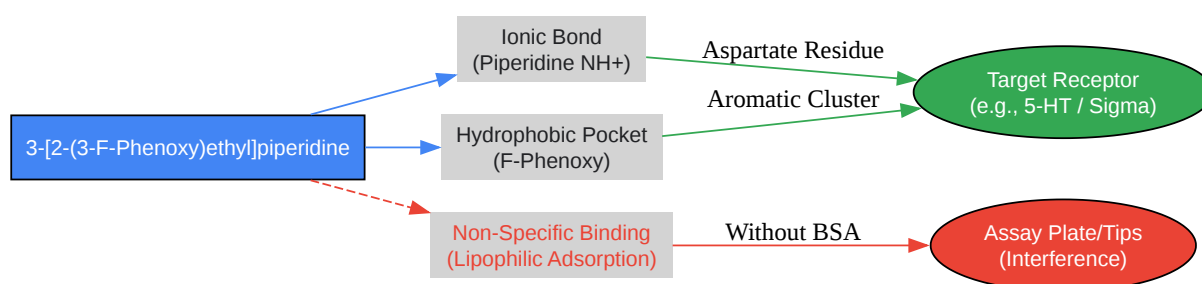 Ionic Bond
(Piperidine NH+)
Aspartate Residue
Target Receptor
(e.g., 5-HT / Sigma)
Aromatic Cluster
3-[2-(3-F-Phenoxy)ethyl]piperidine
Hydrophobic Pocket
(F-Phenoxy)
Non-Specific Binding
(Lipophilic Adsorption)
Without BSA
Assay Plate/Tips
(Interference)